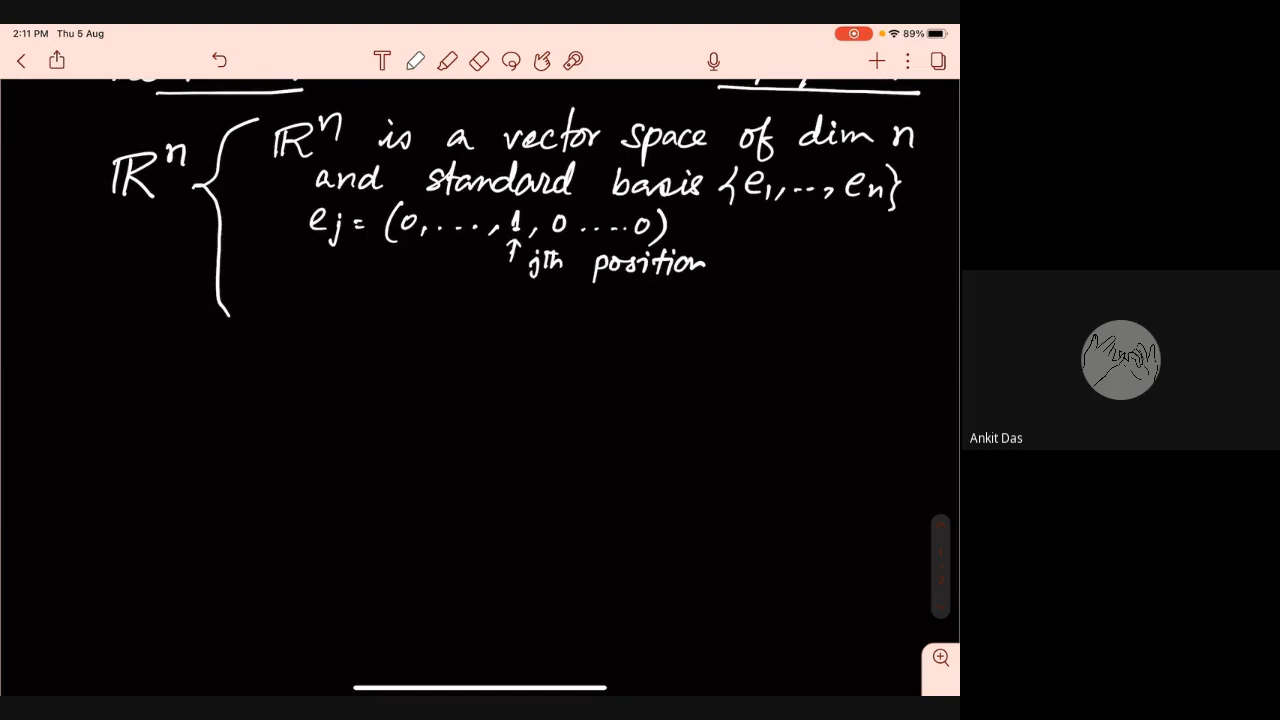 2:11 PM Thu 5 Aug
89%
ℝⁿ { ℝⁿ is a vector space of dim n
and standard basis {e₁, ..., eₙ}
eⱼ = (0, ...., 1, 0 .... 0)
↑ jth position
Ankit Das